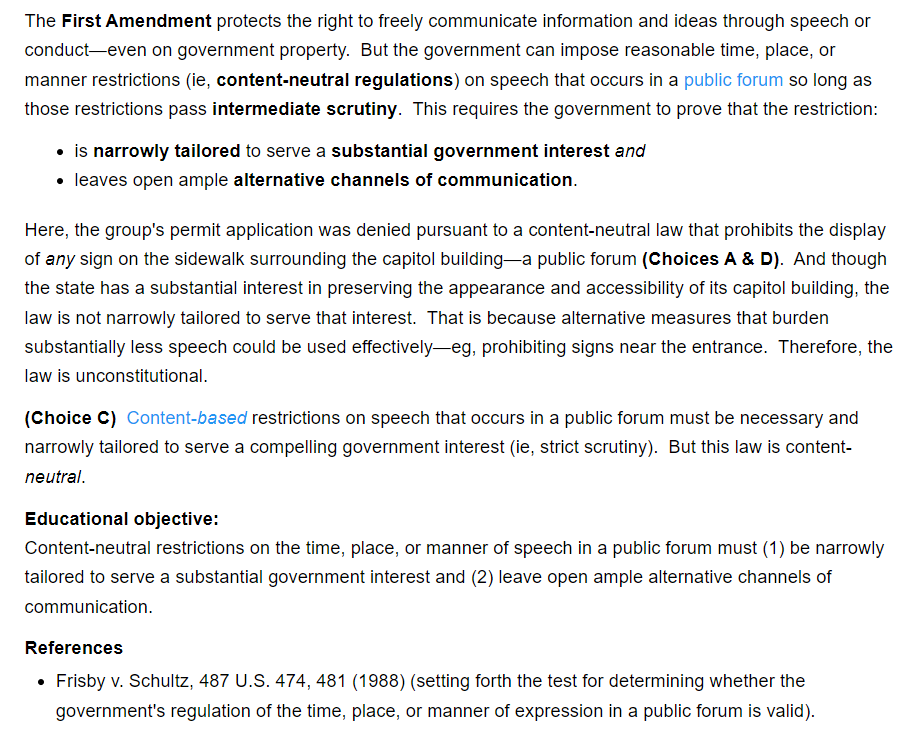 The First Amendment protects the right to freely communicate information and ideas through speech or
conduct—even on government property.  But the government can impose reasonable time, place, or
manner restrictions (ie, content-neutral regulations) on speech that occurs in a public forum so long as
those restrictions pass intermediate scrutiny.  This requires the government to prove that the restriction:
• is narrowly tailored to serve a substantial government interest and
• leaves open ample alternative channels of communication.
Here, the group's permit application was denied pursuant to a content-neutral law that prohibits the display
of any sign on the sidewalk surrounding the capitol building—a public forum (Choices A & D).  And though
the state has a substantial interest in preserving the appearance and accessibility of its capitol building, the
law is not narrowly tailored to serve that interest.  That is because alternative measures that burden
substantially less speech could be used effectively—eg, prohibiting signs near the entrance.  Therefore, the
law is unconstitutional.
(Choice C)  Content-based restrictions on speech that occurs in a public forum must be necessary and
narrowly tailored to serve a compelling government interest (ie, strict scrutiny).  But this law is content-
neutral.
Educational objective:
Content-neutral restrictions on the time, place, or manner of speech in a public forum must (1) be narrowly
tailored to serve a substantial government interest and (2) leave open ample alternative channels of
communication.
References
• Frisby v. Schultz, 487 U.S. 474, 481 (1988) (setting forth the test for determining whether the
government's regulation of the time, place, or manner of expression in a public forum is valid).